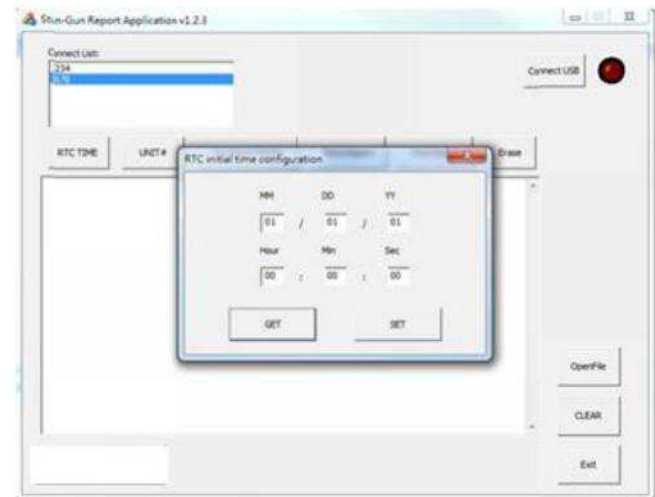 Stun-Gun Report Application v1.2.3
Connect List:
234
Connect USB
RTC TIME
UNIT#
Erase
RTC initial time configuration
MM DD YY
01 / 01 / 01
Hour Min Sec
00 : 00 : 00
GET
SET
OpenFile
CLEAR
Exit